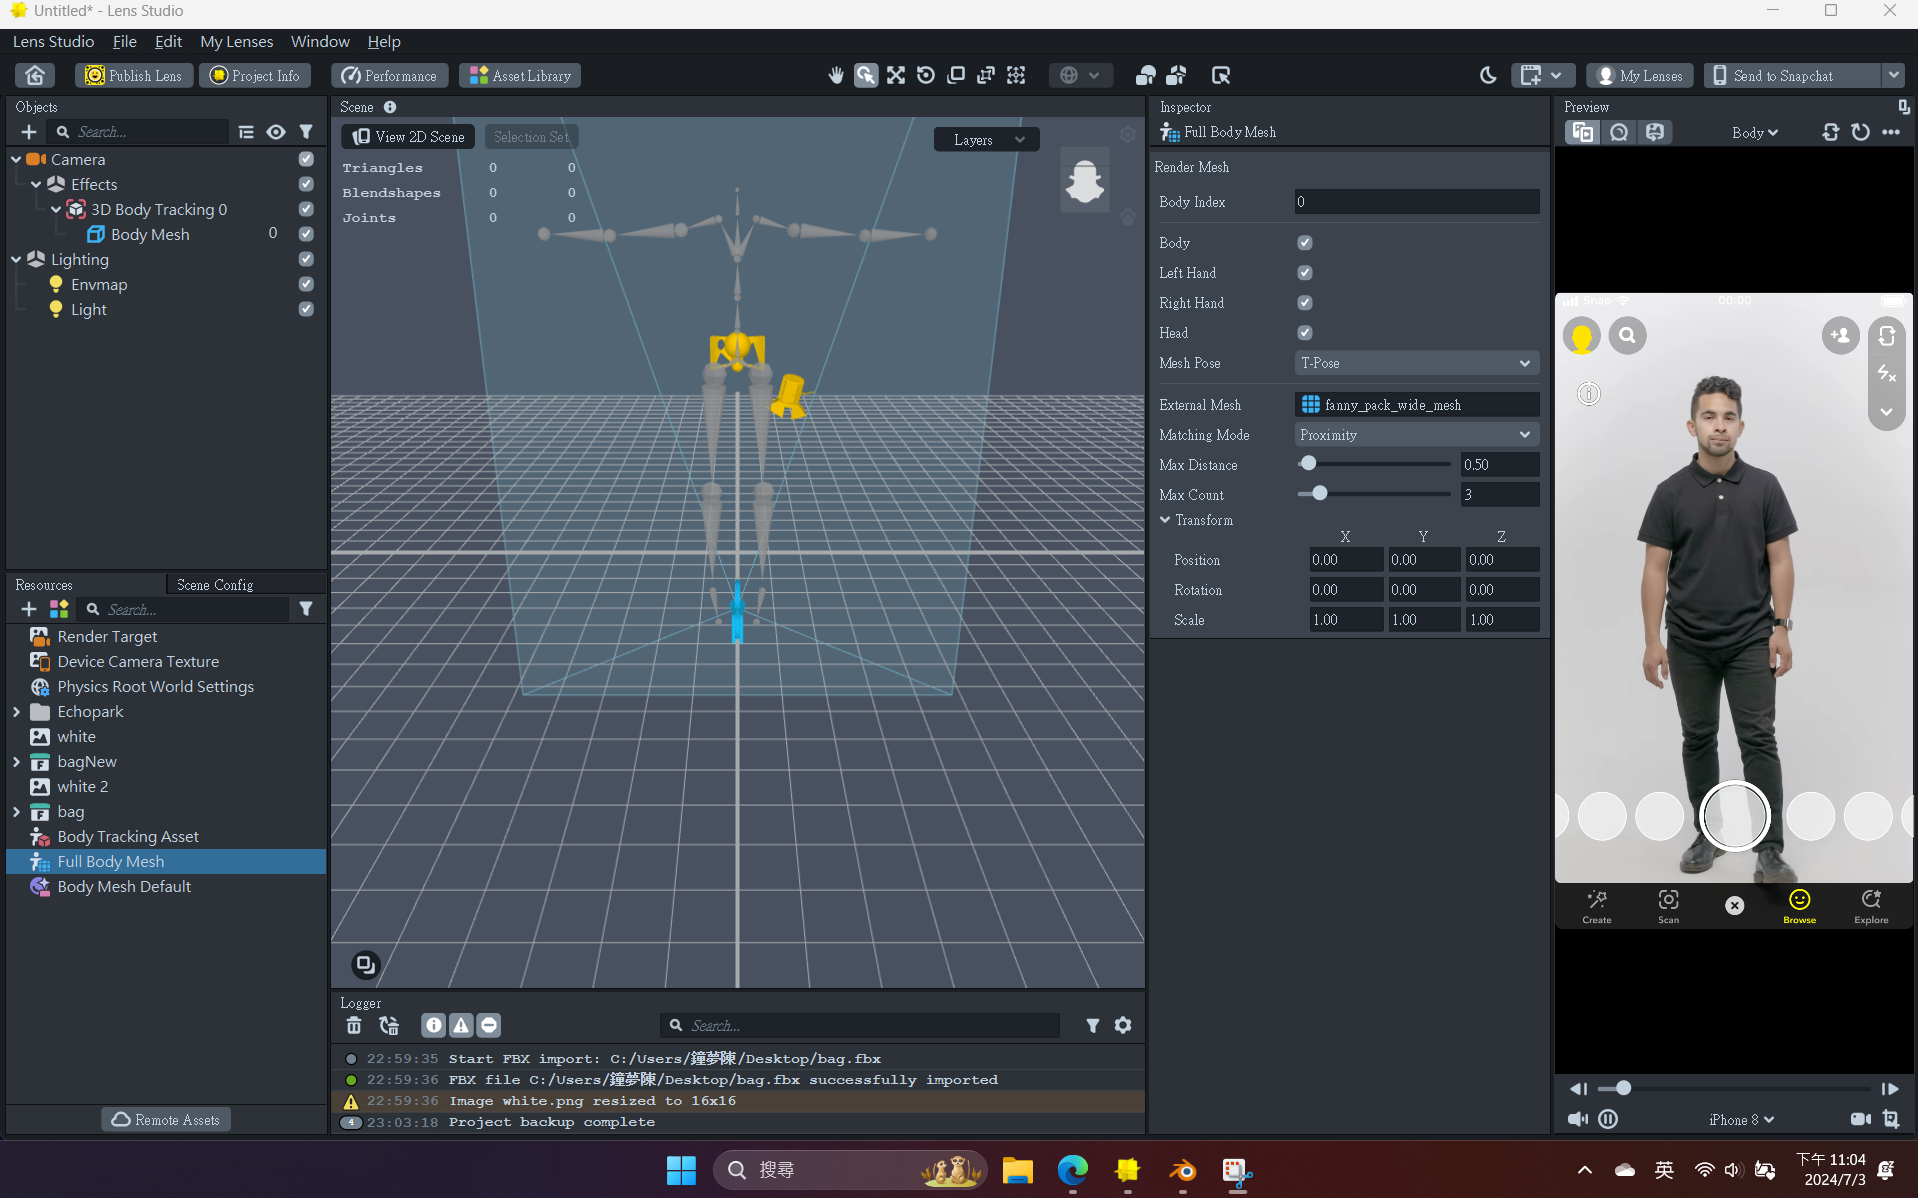 Untitled* - Lens Studio
Lens Studio File Edit My Lenses Window Help
Publish Lens Project Info Performance Asset Library My Lenses Send to Snapchat
Objects
Search...
Camera
Effects
3D Body Tracking 0
Body Mesh 0
Lighting
Envmap
Light
Resources Scene Config
Search...
Render Target
Device Camera Texture
Physics Root World Settings
Echopark
white
bagNew
white 2
bag
Body Tracking Asset
Full Body Mesh
Body Mesh Default
Remote Assets
Scene
View 2D Scene Selection Set Layers
Triangles 0 0
Blendshapes 0 0
Joints 0 0
Logger
Search...
22:59:35 Start FBX import: C:/Users/鐘夢陳/Desktop/bag.fbx
22:59:36 FBX file C:/Users/鐘夢陳/Desktop/bag.fbx successfully imported
22:59:36 Image white.png resized to 16x16
4 23:03:18 Project backup complete
Inspector
Full Body Mesh
Render Mesh
Body Index 0
Body
Left Hand
Right Hand
Head
Mesh Pose T-Pose
External Mesh fanny_pack_wide_mesh
Matching Mode Proximity
Max Distance 0.50
Max Count 3
Transform
X Y Z
Position 0.00 0.00 0.00
Rotation 0.00 0.00 0.00
Scale 1.00 1.00 1.00
Preview
Body
Snap 00:00
Create Scan Browse Explore
iPhone 8
搜尋
英
下午 11:04
2024/7/3